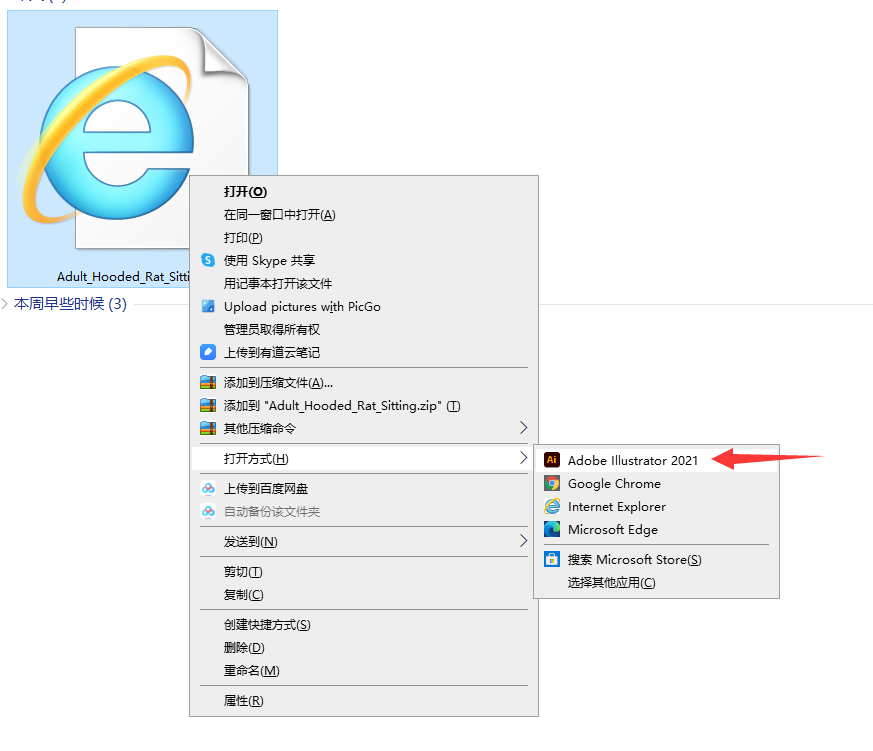 打开(O)
在同一窗口中打开(A)
打印(P)
使用 Skype 共享
用记事本打开该文件
Upload pictures with PicGo
管理员取得所有权
上传到有道云笔记
Adult_Hooded_Rat_Sitti
本周早些时候 (3)
添加到压缩文件(A)...
添加到 "Adult_Hooded_Rat_Sitting.zip" (T)
其他压缩命令
打开方式(H)
Ai Adobe Illustrator 2021
Google Chrome
Internet Explorer
Microsoft Edge
搜索 Microsoft Store(S)
选择其他应用(C)
上传到百度网盘
自动备份该文件夹
发送到(N)
剪切(T)
复制(C)
创建快捷方式(S)
删除(D)
重命名(M)
属性(R)